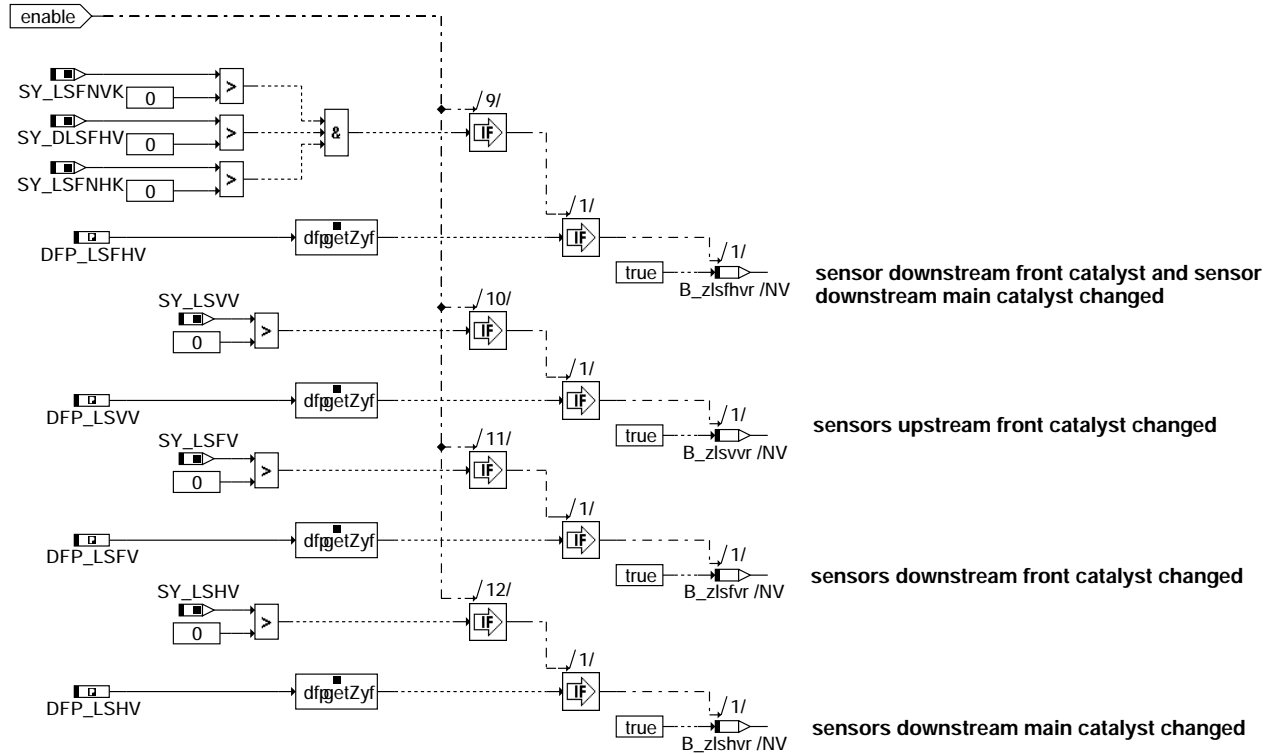 enable
SY_LSFNVK
0
>
SY_DLSFHV
0
>
SY_LSFNHK
0
>
&
/9/
IF
DFP_LSFHV
dfpgetZyf
/1/
IF
true
/1/
B_zlsfhvr /NV
sensor downstream front catalyst and sensor
downstream main catalyst changed
SY_LSVV
0
>
/10/
IF
DFP_LSVV
dfpgetZyf
/1/
IF
true
/1/
B_zlsvvr /NV
sensors upstream front catalyst changed
SY_LSFV
0
>
/11/
IF
DFP_LSFV
dfpgetZyf
/1/
IF
true
/1/
B_zlsfvr /NV
sensors downstream front catalyst changed
SY_LSHV
0
>
/12/
IF
DFP_LSHV
dfpgetZyf
/1/
IF
true
/1/
B_zlshvr /NV
sensors downstream main catalyst changed